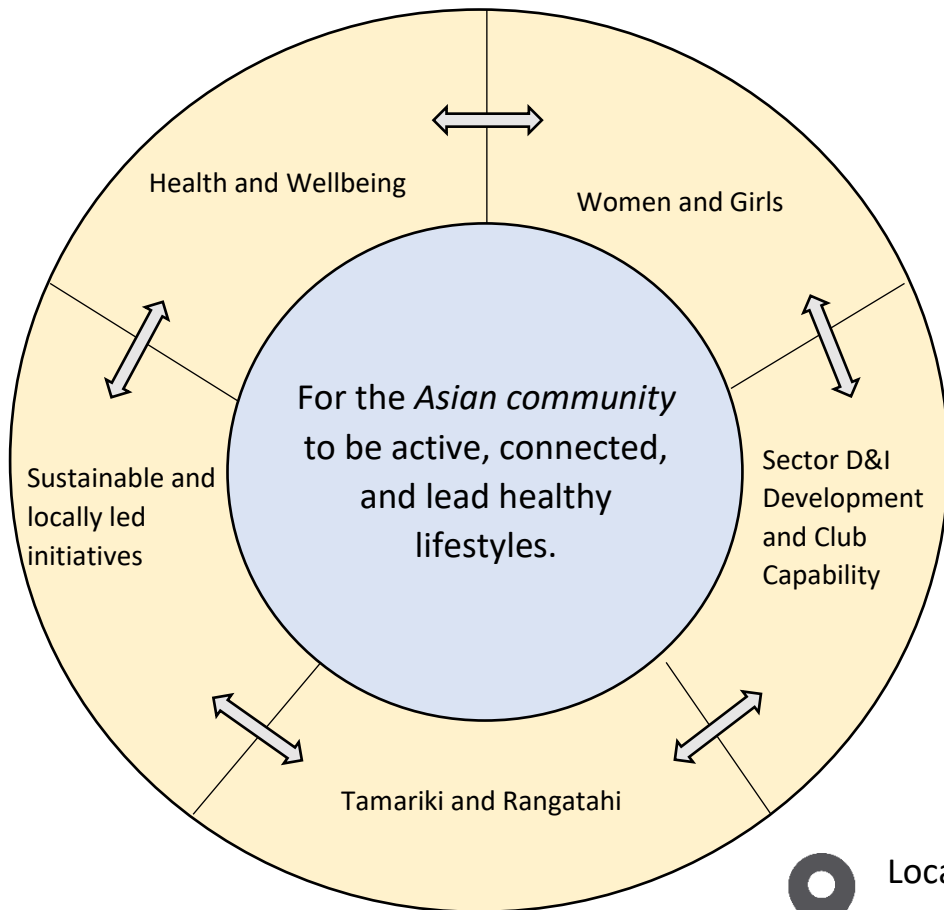 Health and Wellbeing
Women and Girls
For the Asian community
to be active, connected,
and lead healthy
lifestyles.
Sector D&I
Development
and Club
Capability
Sustainable and
locally led
initiatives
Tamariki and Rangatahi
Loca